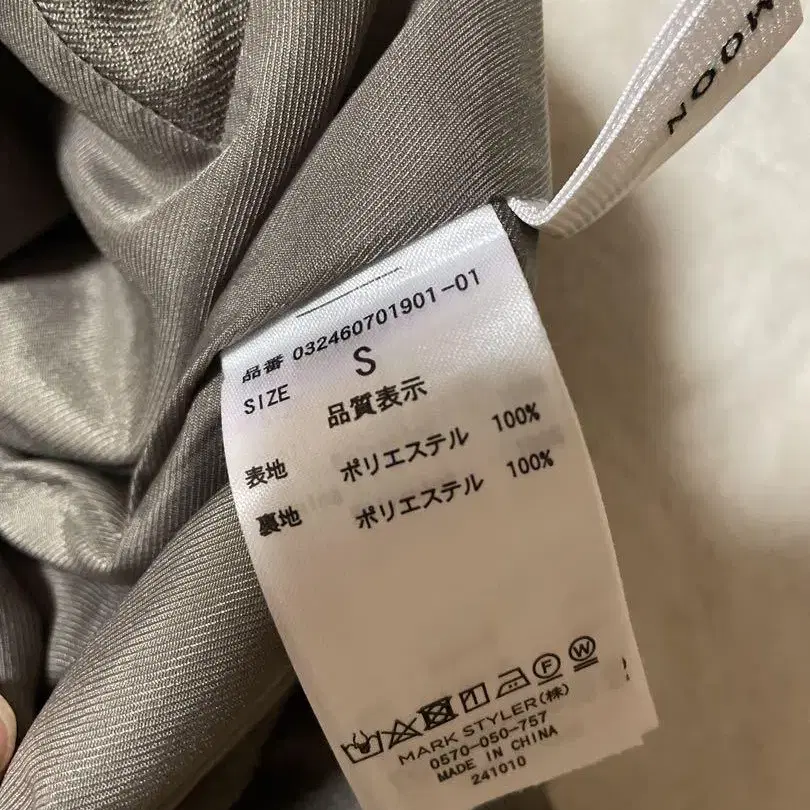 MOON
品番 032460701901-01
SIZE S
品質表示
表地 ポリエステル 100%
裏地 ポリエステル 100%
F W
MARK STYLER(株)
0570-050-757
MADE IN CHINA
241010